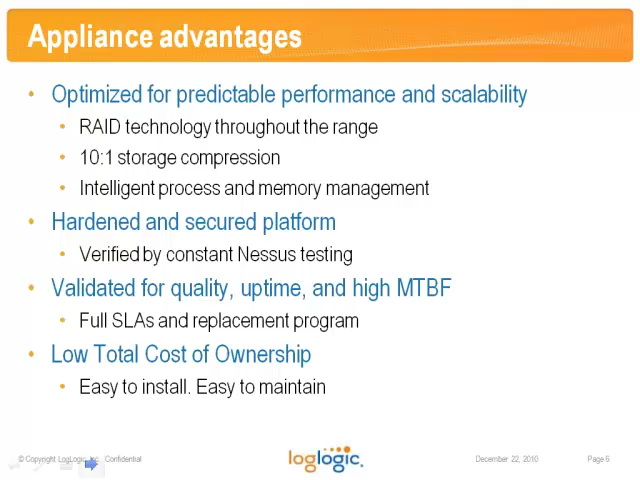 Appliance advantages
• Optimized for predictable performance and scalability
• RAID technology throughout the range
• 10:1 storage compression
• Intelligent process and memory management
• Hardened and secured platform
• Verified by constant Nessus testing
• Validated for quality, uptime, and high MTBF
• Full SLAs and replacement program
• Low Total Cost of Ownership
• Easy to install. Easy to maintain
© Copyright LogLogic, Inc. Confidential
loglogic.
December 22, 2010
Page 6